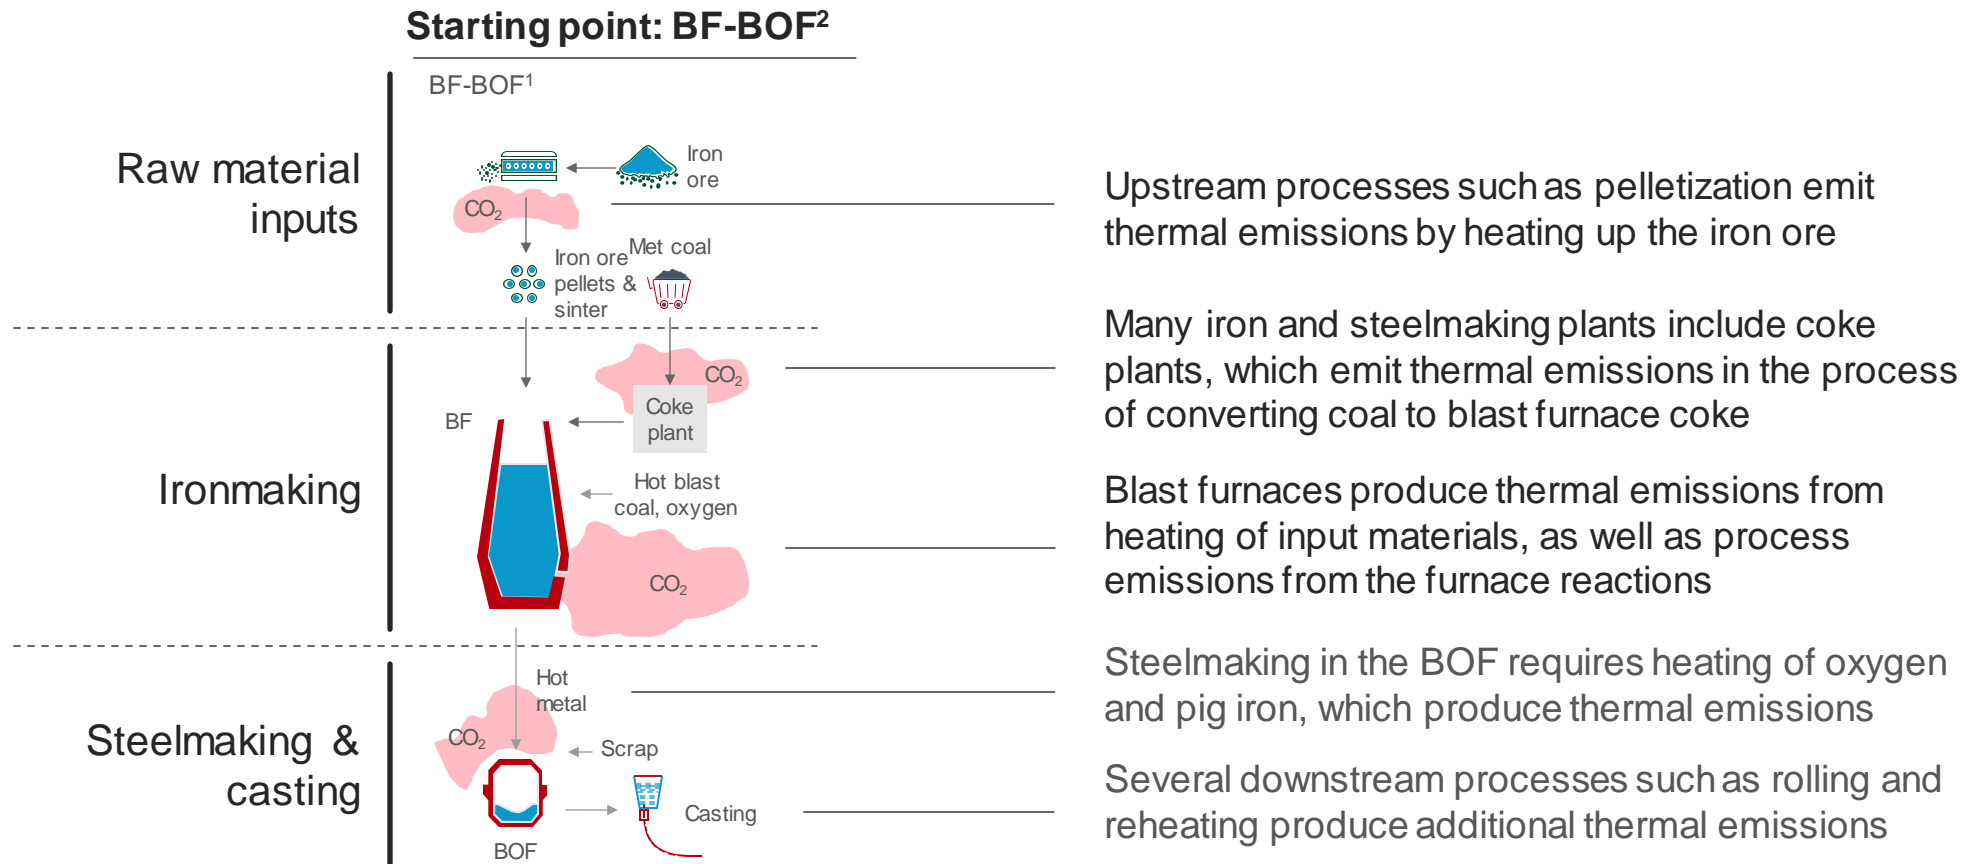 Starting point: BF-BOF²
BF-BOF¹
Raw material
inputs
Iron
ore
CO₂
Met coal
Iron ore
pellets &
sinter
Upstream processes such as pelletization emit
thermal emissions by heating up the iron ore
Ironmaking
CO₂
Coke
plant
BF
Hot blast
coal, oxygen
CO₂
Many iron and steelmaking plants include coke
plants, which emit thermal emissions in the process
of converting coal to blast furnace coke
Blast furnaces produce thermal emissions from
heating of input materials, as well as process
emissions from the furnace reactions
Steelmaking &
casting
Hot
metal
CO₂
Scrap
Casting
BOF
Steelmaking in the BOF requires heating of oxygen
and pig iron, which produce thermal emissions
Several downstream processes such as rolling and
reheating produce additional thermal emissions